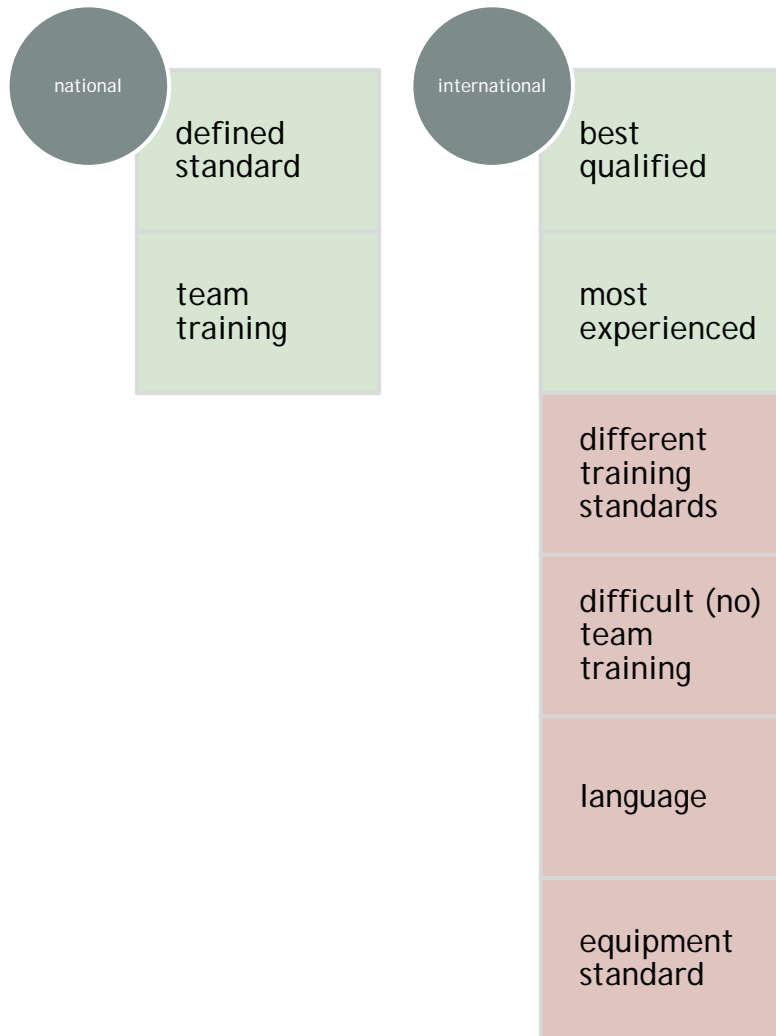 national
defined
standard
team
training
international
best
qualified
most
experienced
different
training
standards
difficult (no)
team
training
language
equipment
standard